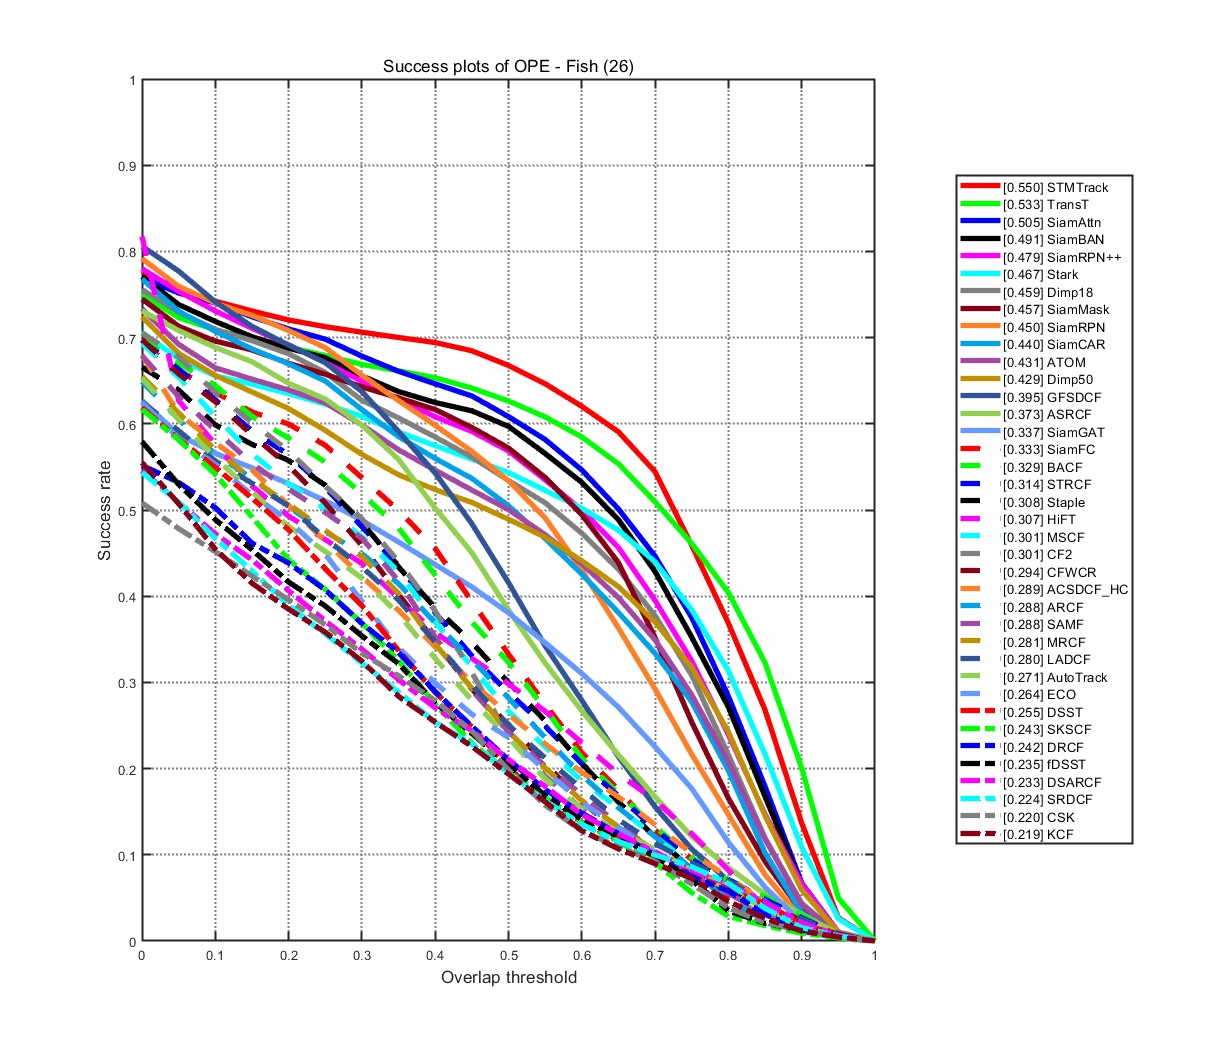 Success plots of OPE - Fish (26)
1
0.9
0.8
0.7
0.6
0.5
0.4
0.3
0.2
0.1
0
Success rate
0 0.1 0.2 0.3 0.4 0.5 0.6 0.7 0.8 0.9 1
Overlap threshold
[0.550] STMTrack
[0.533] TransT
[0.505] SiamAttn
[0.491] SiamBAN
[0.479] SiamRPN++
[0.467] Stark
[0.459] Dimp18
[0.457] SiamMask
[0.450] SiamRPN
[0.440] SiamCAR
[0.431] ATOM
[0.429] Dimp50
[0.395] GFSDCF
[0.373] ASRCF
[0.337] SiamGAT
[0.333] SiamFC
[0.329] BACF
[0.314] STRCF
[0.308] Staple
[0.307] HiFT
[0.301] MSCF
[0.301] CF2
[0.294] CFWCR
[0.289] ACSDCF_HC
[0.288] ARCF
[0.288] SAMF
[0.281] MRCF
[0.280] LADCF
[0.271] AutoTrack
[0.264] ECO
[0.255] DSST
[0.243] SKSCF
[0.242] DRCF
[0.235] fDSST
[0.233] DSARCF
[0.224] SRDCF
[0.220] CSK
[0.219] KCF